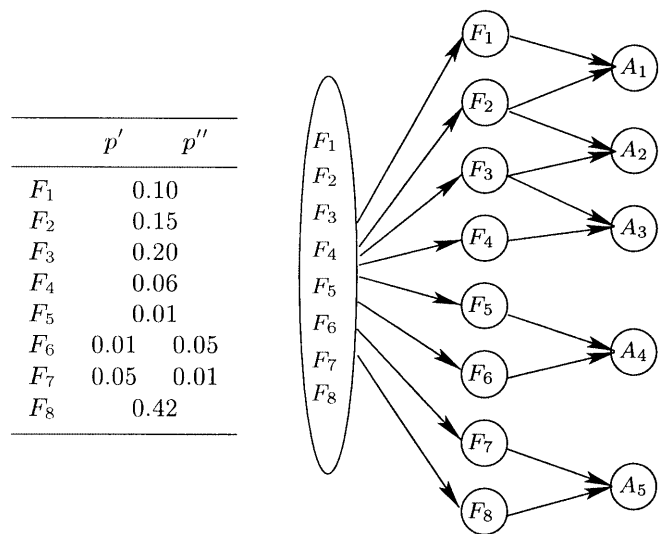 p′ p″
F₁ 0.10
F₂ 0.15
F₃ 0.20
F₄ 0.06
F₅ 0.01
F₆ 0.01 0.05
F₇ 0.05 0.01
F₈ 0.42
F₁
F₂
F₃
F₄
F₅
F₆
F₇
F₈
F₁
F₂
F₃
F₄
F₅
F₆
F₇
F₈
A₁
A₂
A₃
A₄
A₅